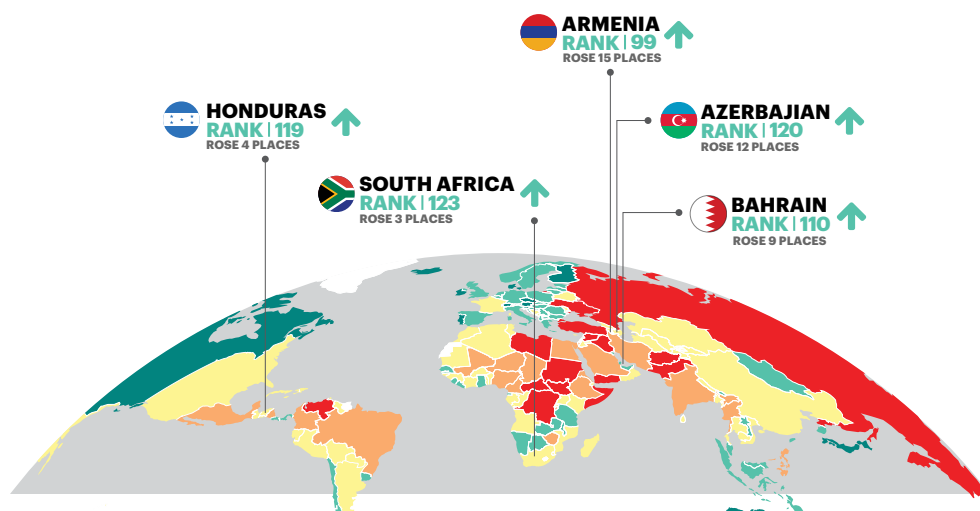 ARMENIA
RANK | 99
ROSE 15 PLACES
HONDURAS
RANK | 119
ROSE 4 PLACES
AZERBAJIAN
RANK | 120
ROSE 12 PLACES
SOUTH AFRICA
RANK | 123
ROSE 3 PLACES
BAHRAIN
RANK | 110
ROSE 9 PLACES